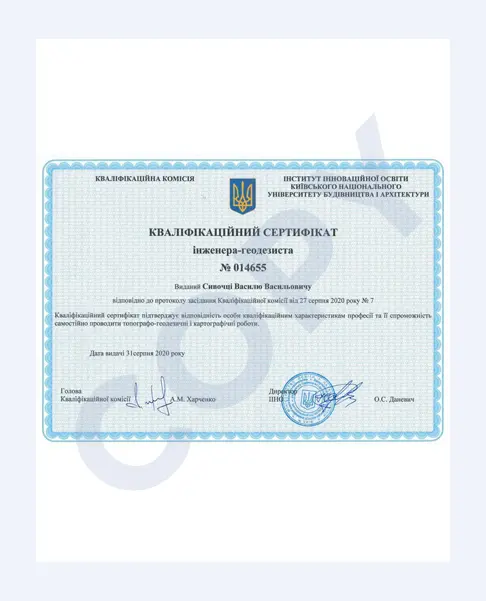 КВАЛІФІКАЦІЙНА КОМІСІЯ
ІНСТИТУТ ІННОВАЦІЙНОЇ ОСВІТИ
КИЇВСЬКОГО НАЦІОНАЛЬНОГО
УНІВЕРСИТЕТУ БУДІВНИЦТВА І АРХІТЕКТУРИ
КВАЛІФІКАЦІЙНИЙ СЕРТИФІКАТ
інженера-геодезиста
№ 014655
Виданий Сивочці Василю Васильовичу
відповідно до протоколу засідання Кваліфікаційної комісії від 27 серпня 2020 року № 7
Кваліфікаційний сертифікат підтверджує відповідність особи кваліфікаційним характеристикам професії та її спроможність
самостійно проводити топографо-геодезичні і картографічні роботи.
Дата видачі 31серпня 2020 року
Голова
Кваліфікаційної комісії А.М. Харченко
Директор
ІІНО О.С. Даневич
COPY